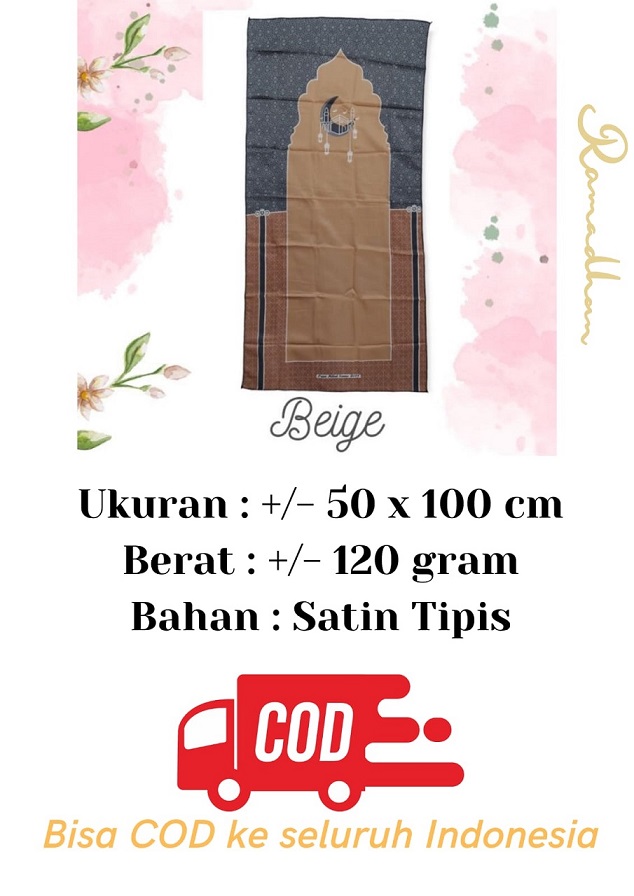 Ramadhan
Beige
Ukuran : +/- 50 x 100 cm
Berat : +/- 120 gram
Bahan : Satin Tipis
COD
Bisa COD ke seluruh Indonesia